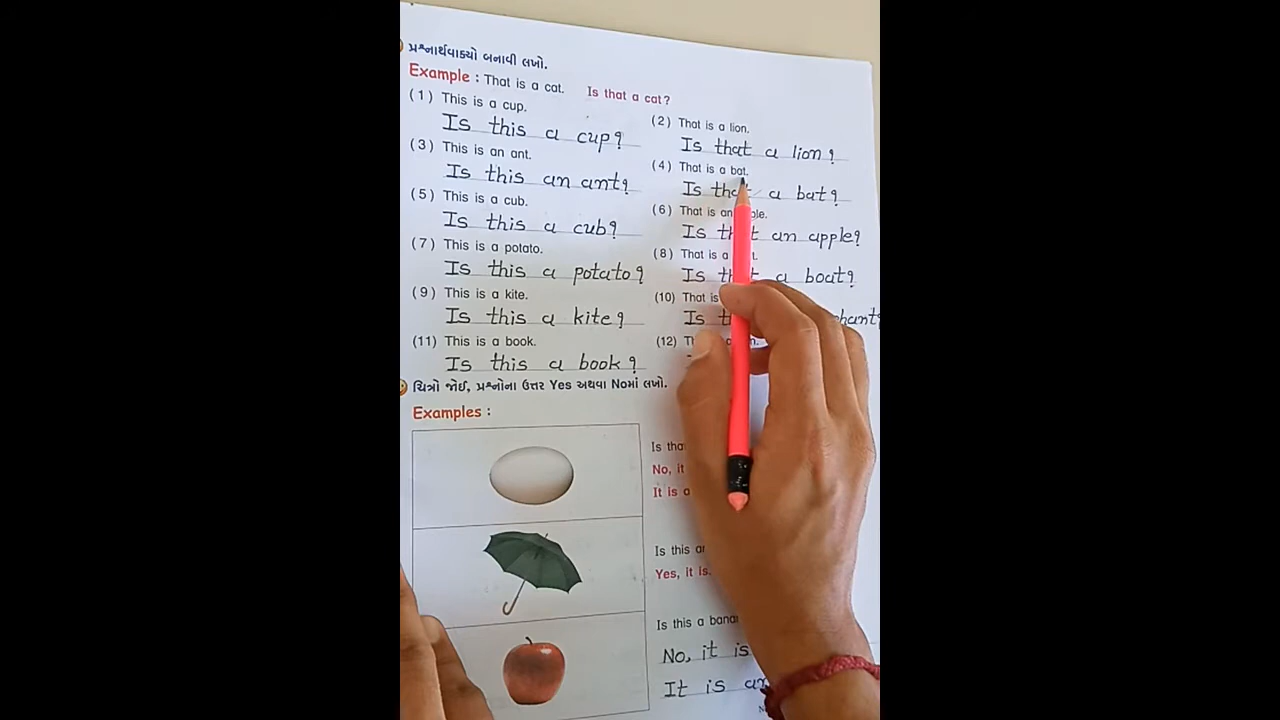 પ્રશ્નાર્થવાક્યો બનાવી લખો.
Example : That is a cat. Is that a cat?
(1) This is a cup.
Is this a cup?
(2) That is a lion.
Is that a lion?
(3) This is an ant.
Is this an ant?
(4) That is a bat.
Is that a bat?
(5) This is a cub.
Is this a cub?
(6) That is an
Is that an apple?
(7) This is a potato.
Is this a potato?
(8) That is a
Is that a boat?
(9) This is a kite.
Is this a kite?
(10) That is
Is
(11) This is a book.
Is this a book?
(12)
ચિત્રો જોઈ, પ્રશ્નોના ઉત્તર Yes અથવા Noમાં લખો.
Examples :
Is
No, it
It is a
Is this
Yes, it is.
Is this a
No, it is
It is